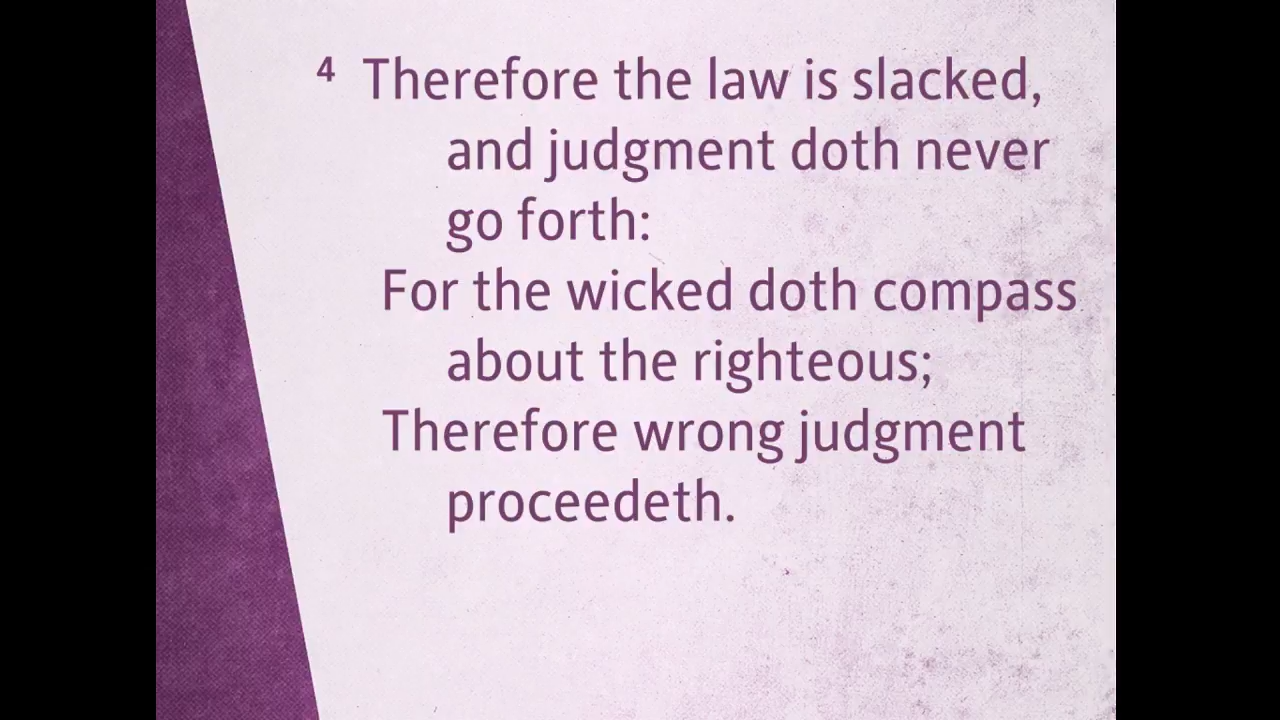 4 Therefore the law is slacked,
and judgment doth never
go forth:
For the wicked doth compass
about the righteous;
Therefore wrong judgment
proceedeth.